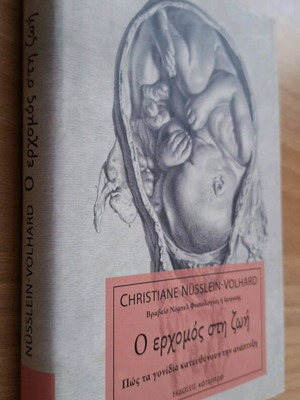 NÜSSLEIN-VOLHARD Ο ερχομός στη ζωή
CHRISTIANE NÜSSLEIN-VOLHARD
Βραβείο Νόμπελ Φυσιολογίας ή Ιατρικής
Ο ερχομός στη ζωή
Πώς τα γονίδια κατευθύνουν την ανάπτυξη
ΕΚΔΟΣΕΙΣ κάτοπτρο